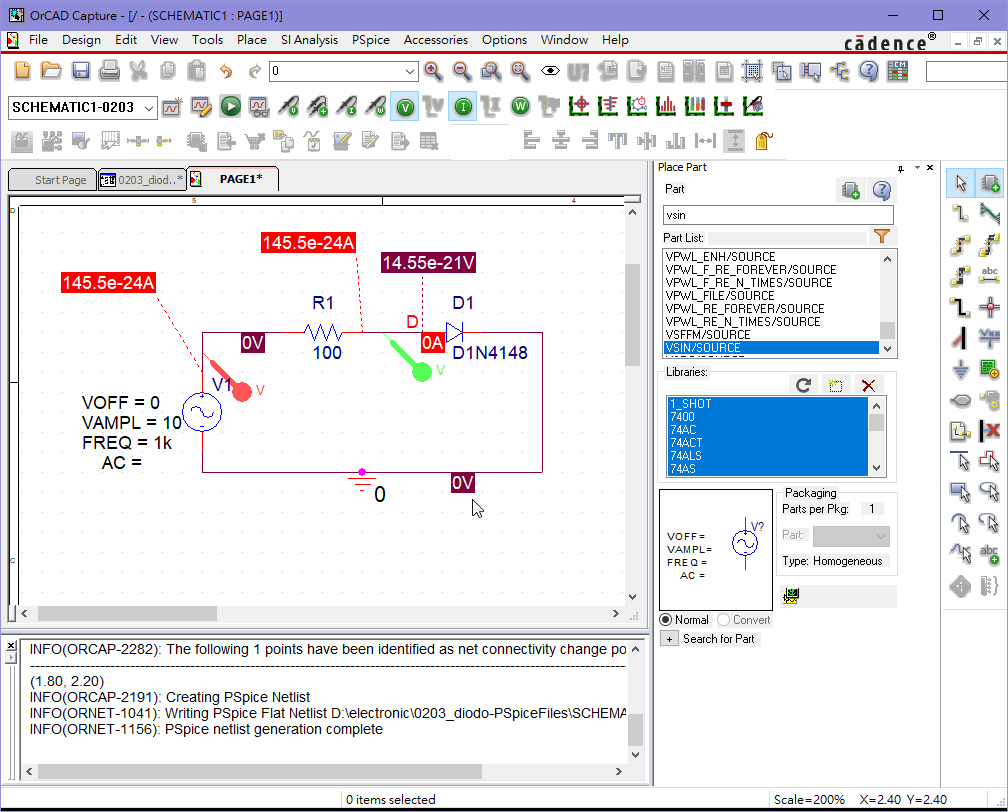 OrCAD Capture - [/ - (SCHEMATIC1 : PAGE1)]
File Design Edit View Tools Place SI Analysis PSpice Accessories Options Window Help
cādence®
0
SCHEMATIC1-0203
V
I
W
Start Page
0203_diod..*
PAGE1*
5
4
D
C
145.5e-24A
145.5e-24A
14.55e-21V
R1
D1
D
0V
0A
100
D1N4148
V
V1
V
VOFF = 0
VAMPL = 10
FREQ = 1k
AC =
0V
0
Place Part
Part
vsin
Part List:
VPWL_ENH/SOURCE
VPWL_F_RE_FOREVER/SOURCE
VPWL_F_RE_N_TIMES/SOURCE
VPWL_FILE/SOURCE
VPWL_RE_FOREVER/SOURCE
VPWL_RE_N_TIMES/SOURCE
VSFFM/SOURCE
VSIN/SOURCE
Libraries:
1_SHOT
7400
74AC
74ACT
74ALS
74AS
V?
VOFF =
VAMPL=
FREQ =
AC =
Packaging
Parts per Pkg: 1
Part:
Type: Homogeneous
Normal
Convert
+ Search for Part
abc
abc
INFO(ORCAP-2282): The following 1 points have been identified as net connectivity change po
(1.80, 2.20)
INFO(ORCAP-2191): Creating PSpice Netlist
INFO(ORNET-1041): Writing PSpice Flat Netlist D:\electronic\0203_diodo-PSpiceFiles\SCHEMA
INFO(ORNET-1156): PSpice netlist generation complete
0 items selected
Scale=200% X=2.40 Y=2.40